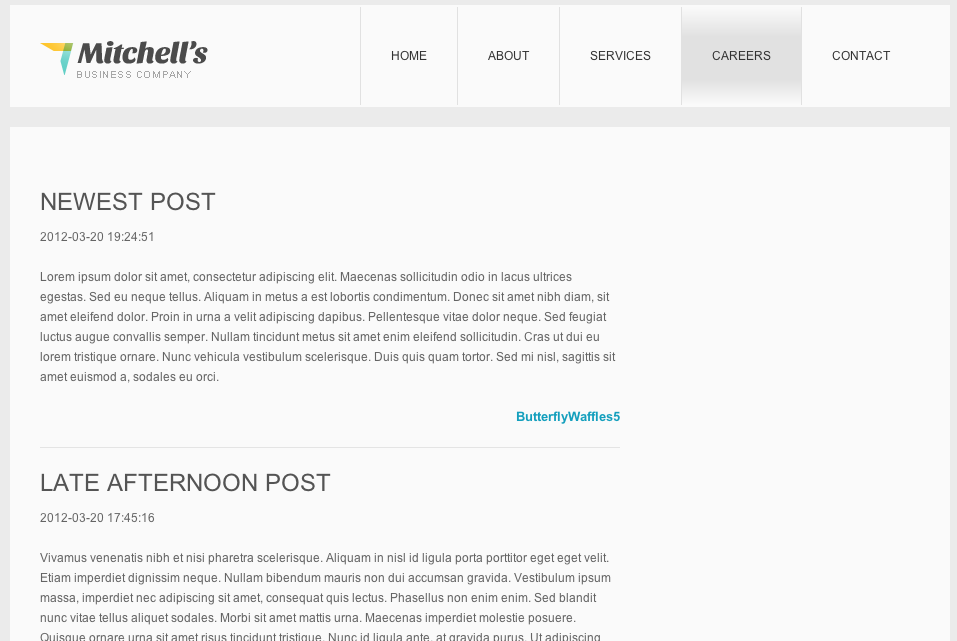 Mitchell's
BUSINESS COMPANY
HOME
ABOUT
SERVICES
CAREERS
CONTACT
NEWEST POST
2012-03-20 19:24:51
Lorem ipsum dolor sit amet, consectetur adipiscing elit. Maecenas sollicitudin odio in lacus ultrices
egestas. Sed eu neque tellus. Aliquam in metus a est lobortis condimentum. Donec sit amet nibh diam, sit
amet eleifend dolor. Proin in urna a velit adipiscing dapibus. Pellentesque vitae dolor neque. Sed feugiat
luctus augue convallis semper. Nullam tincidunt metus sit amet enim eleifend sollicitudin. Cras ut dui eu
lorem tristique ornare. Nunc vehicula vestibulum scelerisque. Duis quis quam tortor. Sed mi nisl, sagittis sit
amet euismod a, sodales eu orci.
ButterflyWaffles5
LATE AFTERNOON POST
2012-03-20 17:45:16
Vivamus venenatis nibh et nisi pharetra scelerisque. Aliquam in nisl id ligula porta porttitor eget eget velit.
Etiam imperdiet dignissim neque. Nullam bibendum mauris non dui accumsan gravida. Vestibulum ipsum
massa, imperdiet nec adipiscing sit amet, consequat quis lectus. Phasellus non enim enim. Sed blandit
nunc vitae tellus aliquet sodales. Morbi sit amet mattis urna. Maecenas imperdiet molestie posuere.
Quisque ornare urna sit amet risus tincidunt tristique. Nunc id ligula ante, at gravida purus. Ut adipiscing